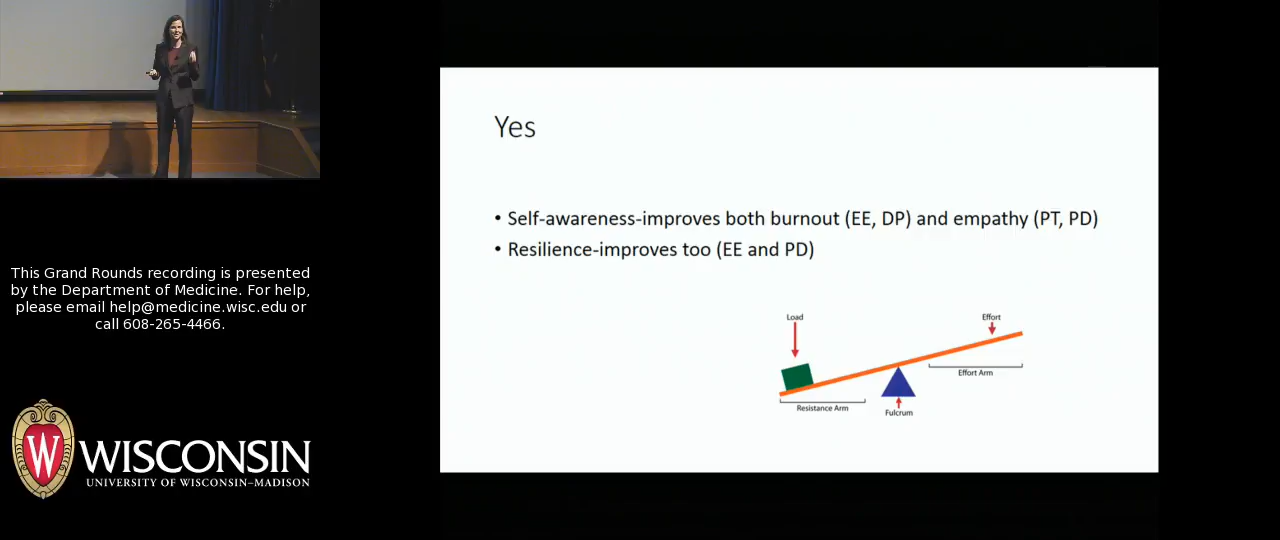 Yes
• Self-awareness-improves both burnout (EE, DP) and empathy (PT, PD)
• Resilience-improves too (EE and PD)
Load
Effort
Effort Arm
Resistance Arm
Fulcrum
This Grand Rounds recording is presented
by the Department of Medicine. For help,
please email help@medicine.wisc.edu or
call 608-265-4466.
W
WISCONSIN
UNIVERSITY OF WISCONSIN–MADISON